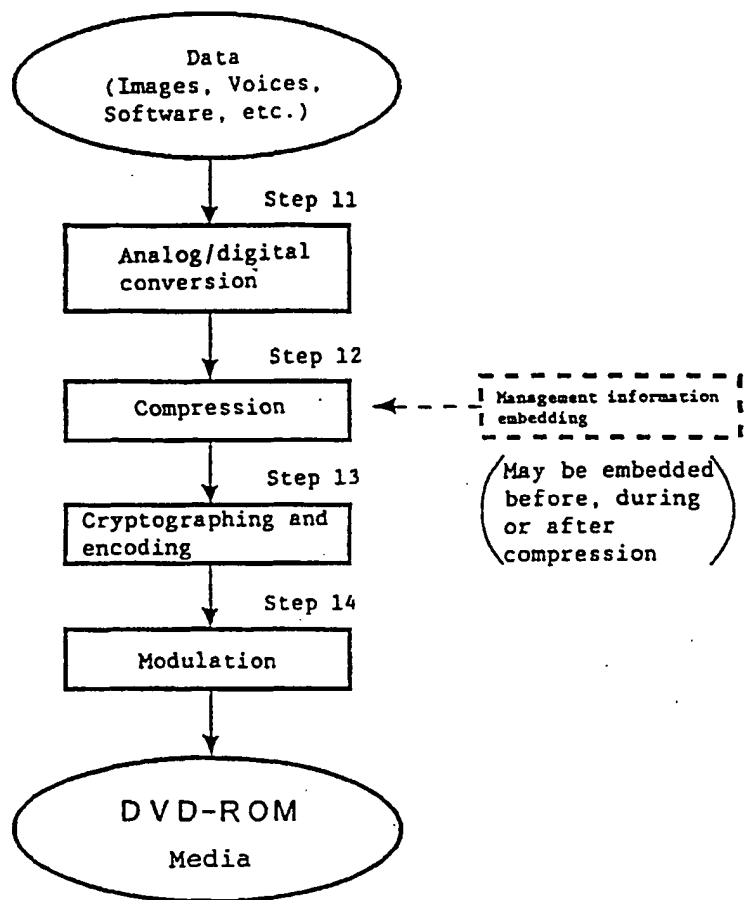 Data
(Images, Voices,
Software, etc.)
Step 11
Analog/digital
conversion
Step 12
Compression
Management information
embedding
(May be embedded
before, during
or after
compression)
Step 13
Cryptographing and
encoding
Step 14
Modulation
DVD-ROM
Media